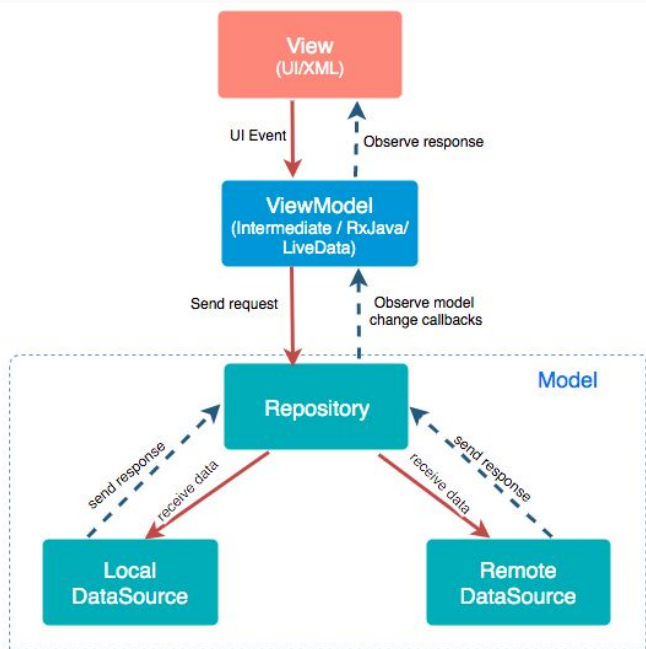 View
(UI/XML)
UI Event
Observe response
ViewModel
(Intermediate / RxJava/
LiveData)
Send request
Observe model
change callbacks
Model
Repository
send response
receive data
receive data
send response
Local
DataSource
Remote
DataSource